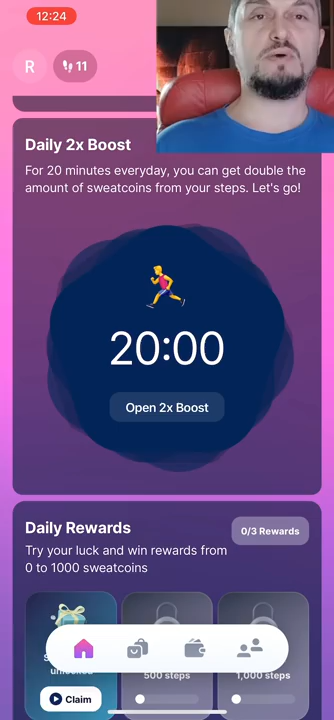 12:24
R
11
Daily 2x Boost
For 20 minutes everyday, you can get double the
amount of sweatcoins from your steps. Let's go!
20:00
Open 2x Boost
Daily Rewards
0/3 Rewards
Try your luck and win rewards from
0 to 1000 sweatcoins
500 steps
1,000 steps
Claim